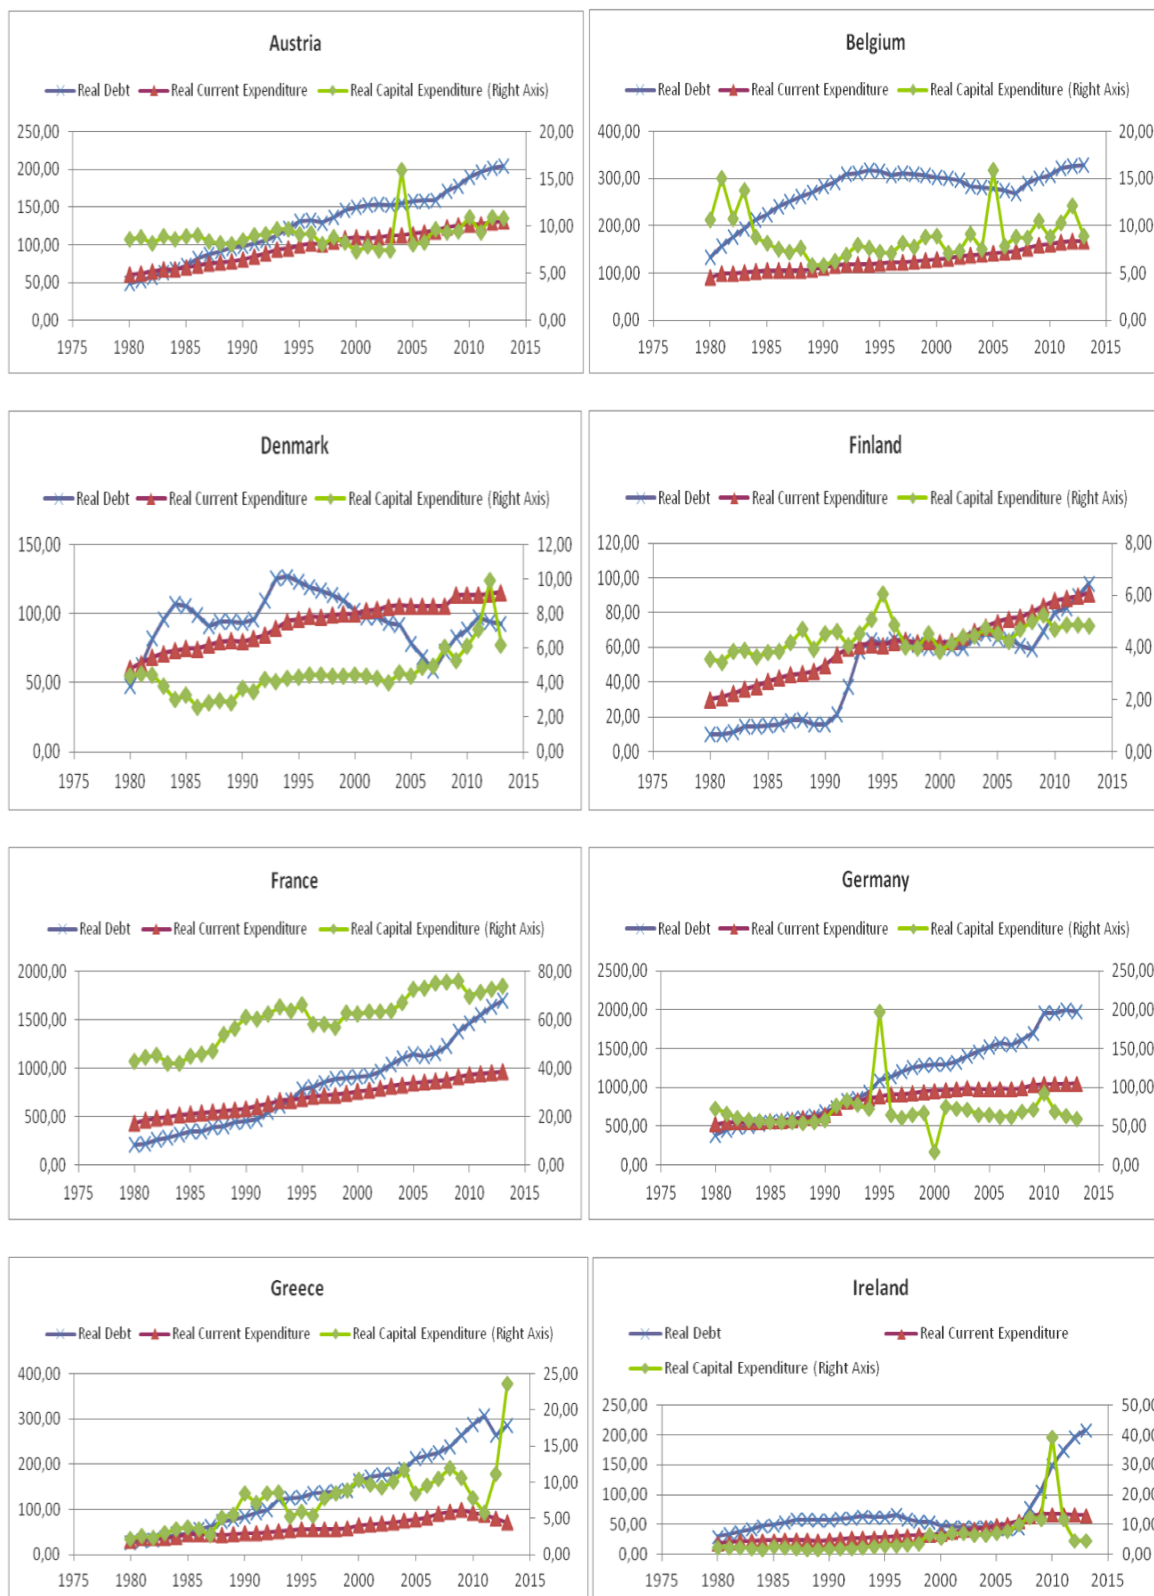 Austria
Real Debt Real Current Expenditure Real Capital Expenditure (Right Axis)
250,00 20,00
200,00 15,00
150,00
100,00 10,00
50,00 5,00
0,00 0,00
1975 1980 1985 1990 1995 2000 2005 2010 2015
Belgium
Real Debt Real Current Expenditure Real Capital Expenditure (Right Axis)
400,00 20,00
300,00 15,00
200,00 10,00
100,00 5,00
0,00 0,00
1975 1980 1985 1990 1995 2000 2005 2010 2015
Denmark
Real Debt Real Current Expenditure Real Capital Expenditure (Right Axis)
150,00 12,00
10,00
100,00 8,00
6,00
50,00 4,00
2,00
0,00 0,00
1975 1980 1985 1990 1995 2000 2005 2010 2015
Finland
Real Debt Real Current Expenditure Real Capital Expenditure (Right Axis)
120,00 8,00
100,00
80,00 6,00
60,00 4,00
40,00
20,00 2,00
0,00 0,00
1975 1980 1985 1990 1995 2000 2005 2010 2015
France
Real Debt Real Current Expenditure Real Capital Expenditure (Right Axis)
2000,00 80,00
1500,00 60,00
1000,00 40,00
500,00 20,00
0,00 0,00
1975 1980 1985 1990 1995 2000 2005 2010 2015
Germany
Real Debt Real Current Expenditure Real Capital Expenditure (Right Axis)
2500,00 250,00
2000,00 200,00
1500,00 150,00
1000,00 100,00
500,00 50,00
0,00 0,00
1975 1980 1985 1990 1995 2000 2005 2010 2015
Greece
Real Debt Real Current Expenditure Real Capital Expenditure (Right Axis)
400,00 25,00
300,00 20,00
15,00
200,00
10,00
100,00 5,00
0,00 0,00
1975 1980 1985 1990 1995 2000 2005 2010 2015
Ireland
Real Debt Real Current Expenditure
Real Capital Expenditure (Right Axis)
250,00 50,00
200,00 40,00
150,00 30,00
100,00 20,00
50,00 10,00
0,00 0,00
1975 1980 1985 1990 1995 2000 2005 2010 2015